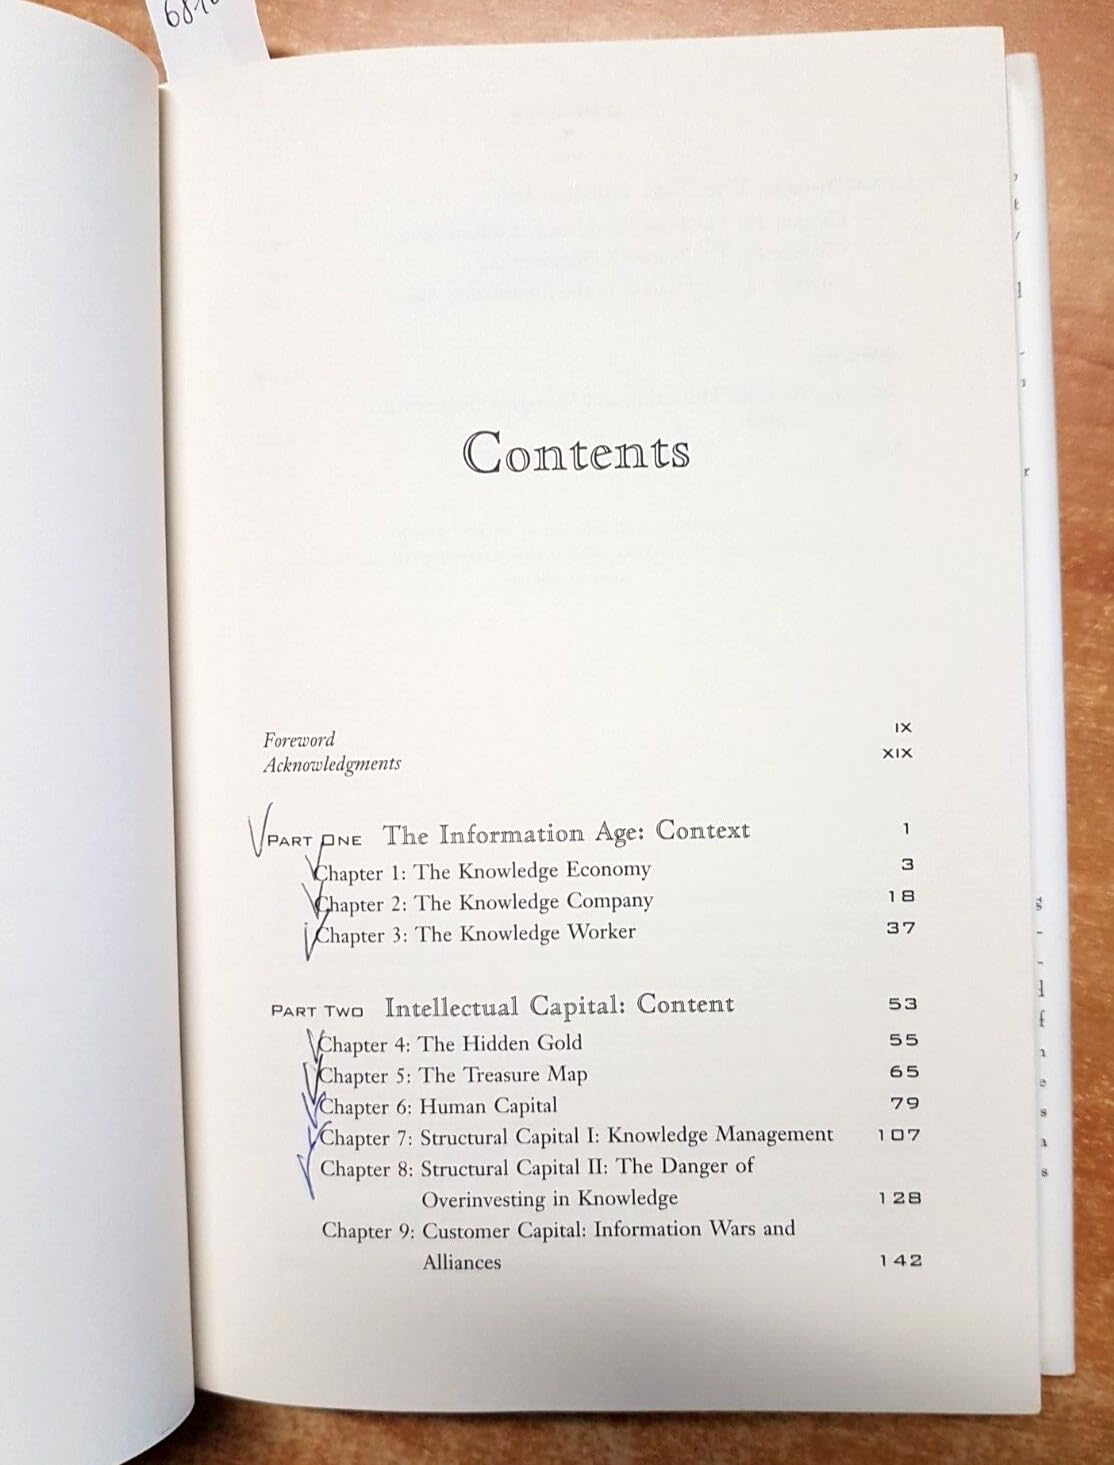 Contents
Foreword IX
Acknowledgments XIX
PART ONE The Information Age: Context 1
Chapter 1: The Knowledge Economy 3
Chapter 2: The Knowledge Company 18
Chapter 3: The Knowledge Worker 37
PART TWO Intellectual Capital: Content 53
Chapter 4: The Hidden Gold 55
Chapter 5: The Treasure Map 65
Chapter 6: Human Capital 79
Chapter 7: Structural Capital I: Knowledge Management 107
Chapter 8: Structural Capital II: The Danger of
Overinvesting in Knowledge 128
Chapter 9: Customer Capital: Information Wars and
Alliances 142